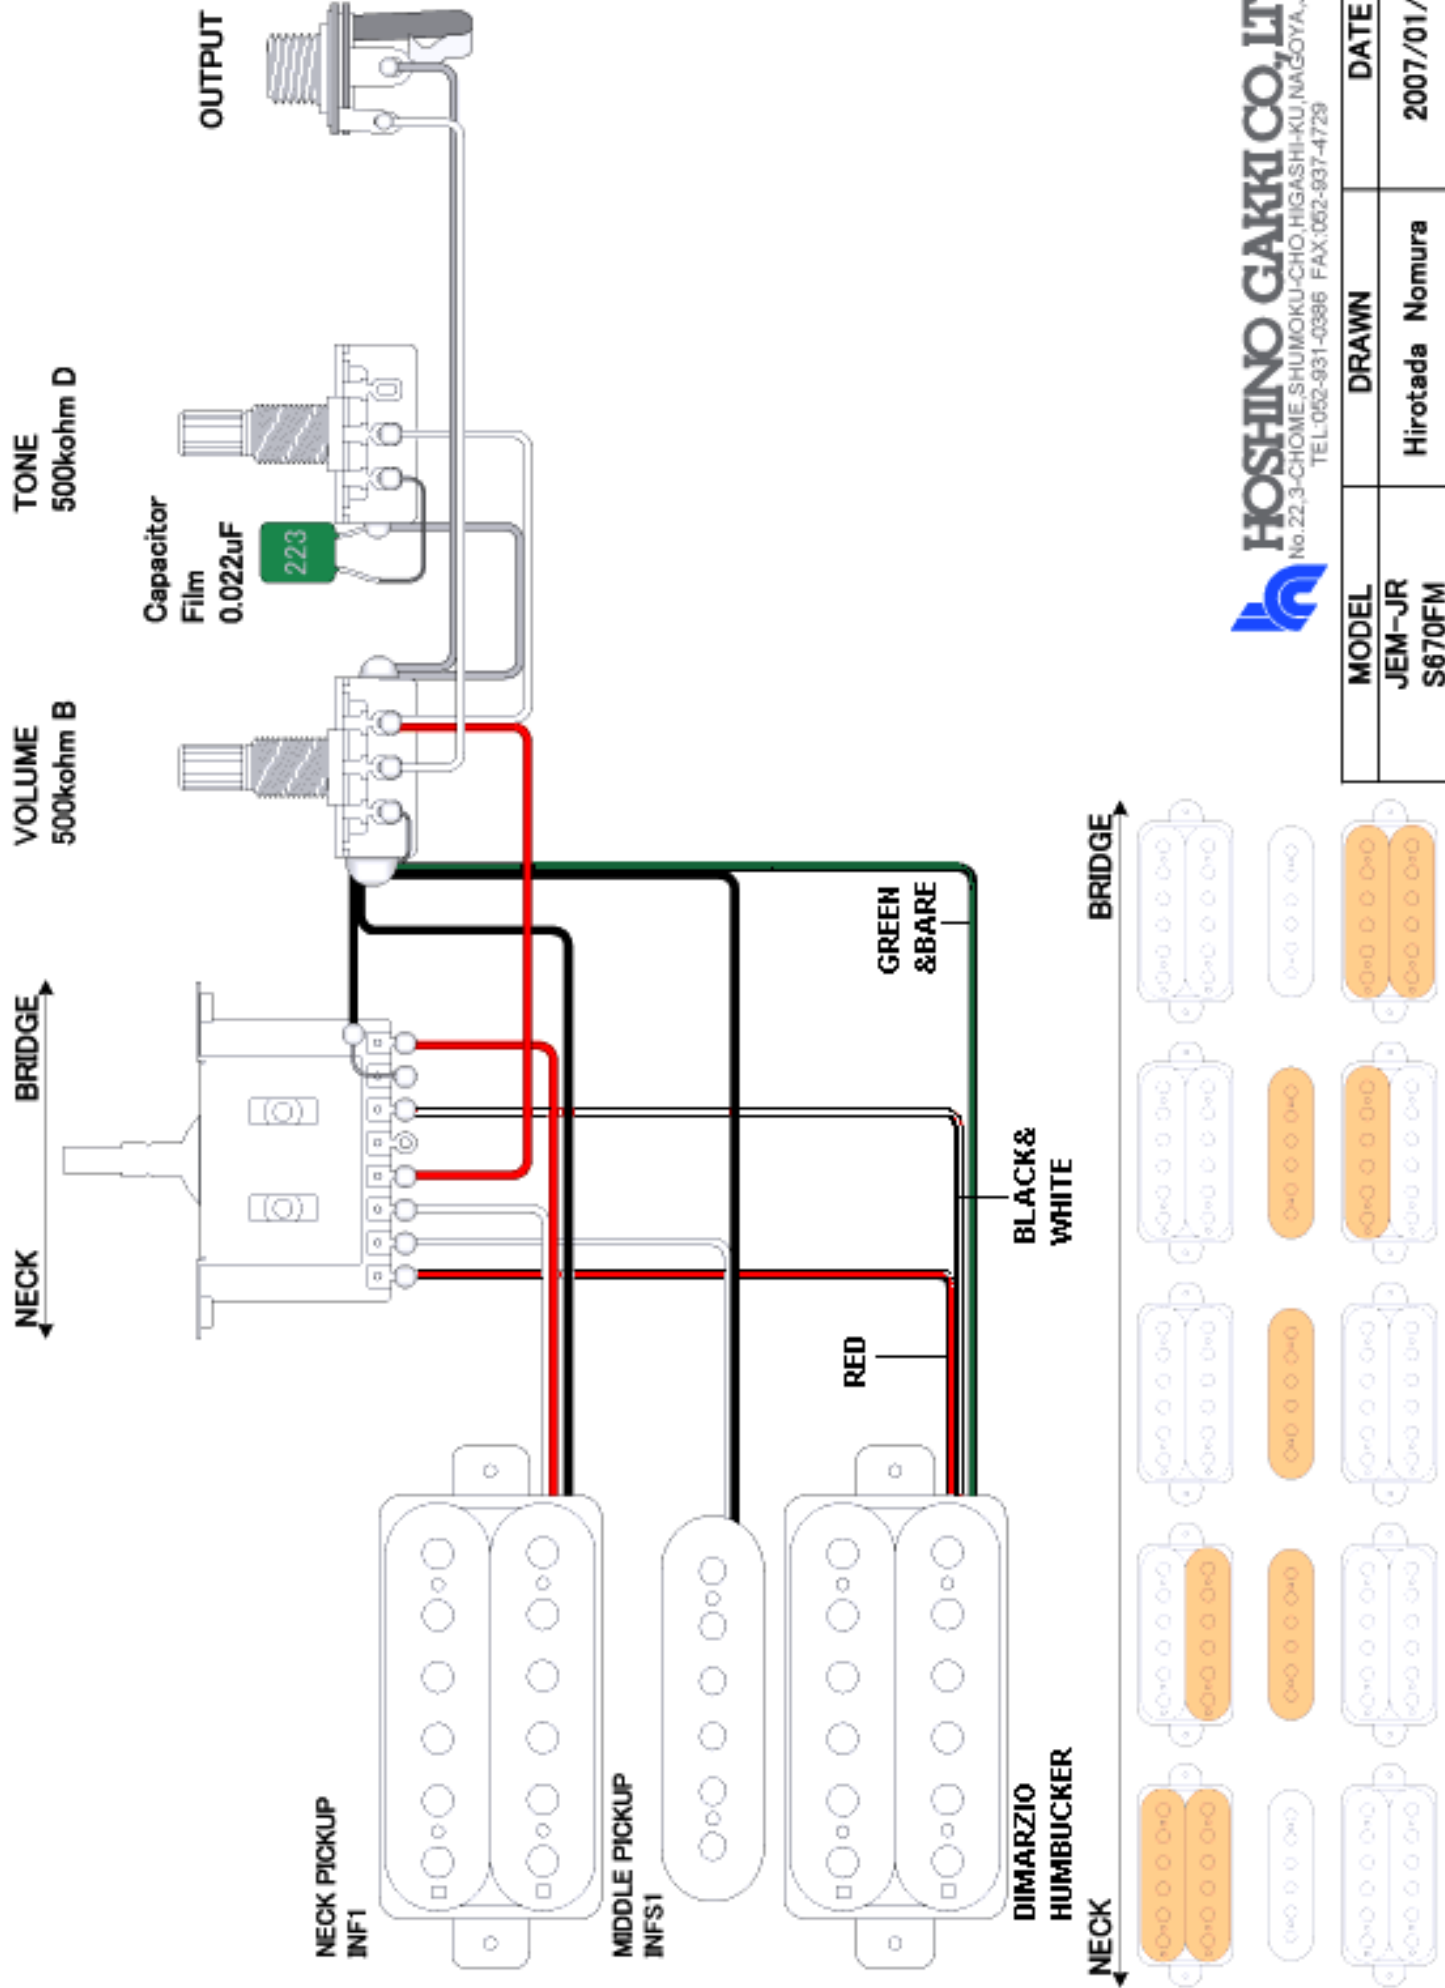 NECK PICKUP
INF1
MIDDLE PICKUP
INFS1
DIMARZIO
HUMBUCKER
NECK
BRIDGE
VOLUME
500kohm B
TONE
500kohm D
Capacitor
Film
0.022uF
223
OUTPUT
RED
BLACK&
WHITE
GREEN
&BARE
NECK
BRIDGE
HOSHINO GAKKI CO.,LT
No.22,3-CHOME,SHUMOKU-CHO,HIGASHI-KU,NAGOYA,
TEL:052-931-0386 FAX:052-937-4729
MODEL
DRAWN
DATE
JEM-JR
S670FM
Hirotada Nomura
2007/01/